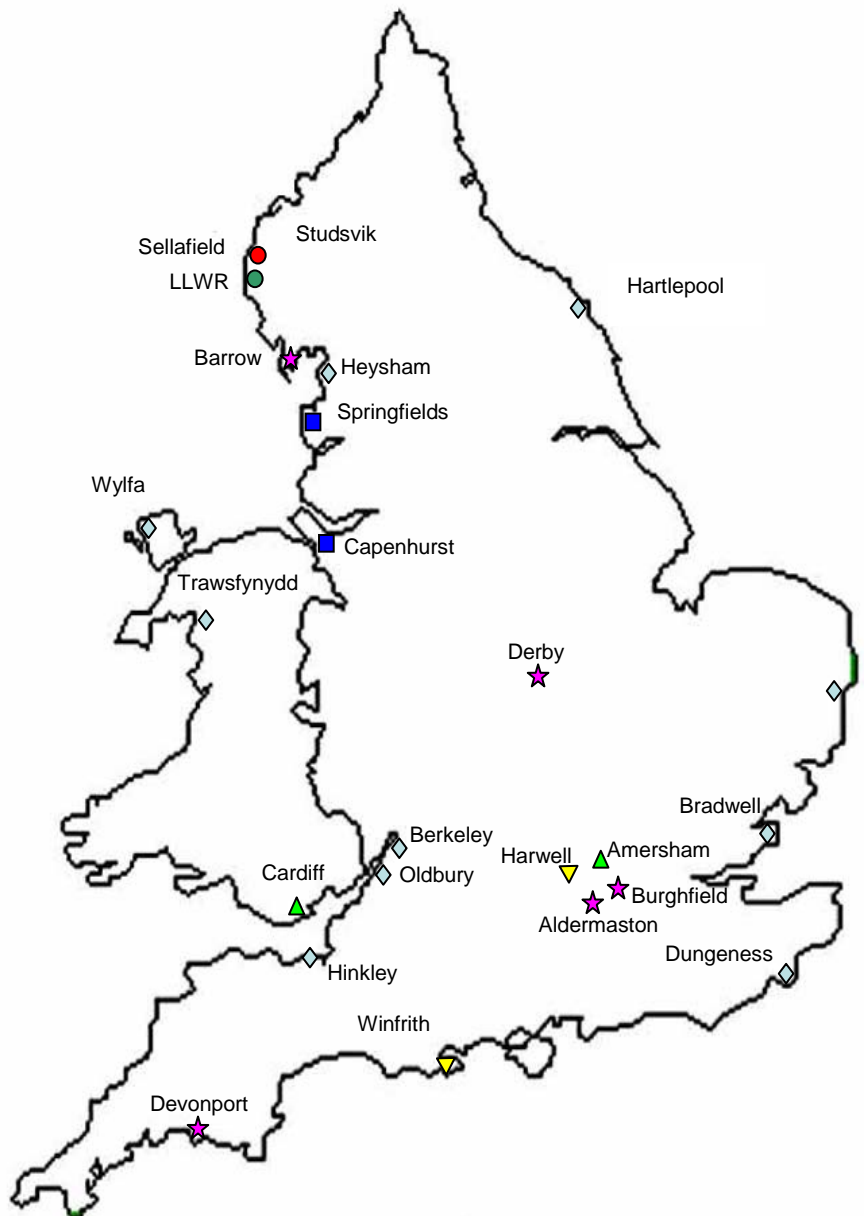 Studsvik
Sellafield
LLWR
Hartlepool
Barrow
Heysham
Springfields
Wylfa
Capenhurst
Trawsfynydd
Derby
Bradwell
Berkeley
Harwell
Amersham
Cardiff
Oldbury
Burghfield
Aldermaston
Dungeness
Hinkley
Winfrith
Devonport